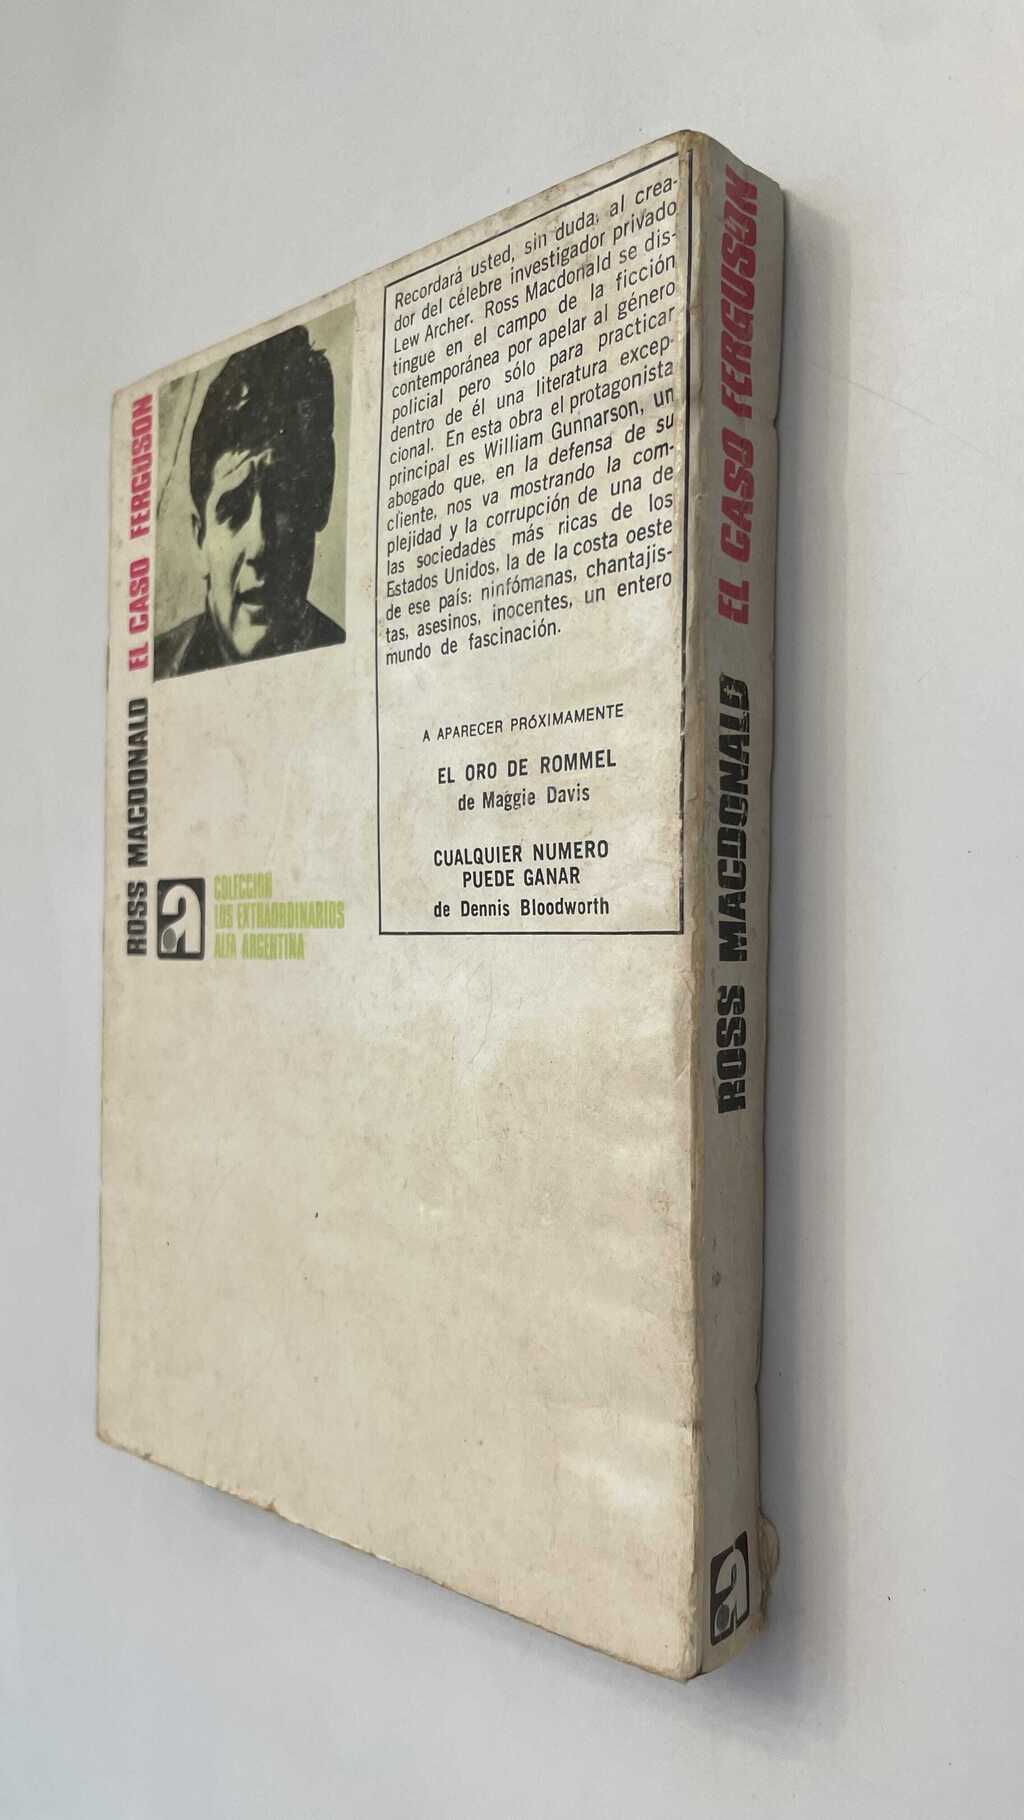 ROSS MACDONALD EL CASO FERGUSON
COLECCION
LOS EXTRAORDINARIOS
ALFA ARGENTINA
Recordará usted, sin duda, al crea-
dor del célebre investigador privado
Lew Archer. Ross Macdonald se dis-
tingue en el campo de la ficción
contemporánea por apelar al género
policial pero sólo para practicar
dentro de él una literatura excep-
cional. En esta obra el protagonista
principal es William Gunnarson, un
abogado que, en la defensa de su
cliente, nos va mostrando la com-
plejidad y la corrupción de una de
las sociedades más ricas de los
Estados Unidos, la de la costa oeste
de ese país: ninfómanas, chantajis-
tas, asesinos, inocentes, un entero
mundo de fascinación.
A APARECER PRÓXIMAMENTE
EL ORO DE ROMMEL
de Maggie Davis
CUALQUIER NUMERO
PUEDE GANAR
de Dennis Bloodworth
ROSS MACDONALD EL CASO FERGUSON